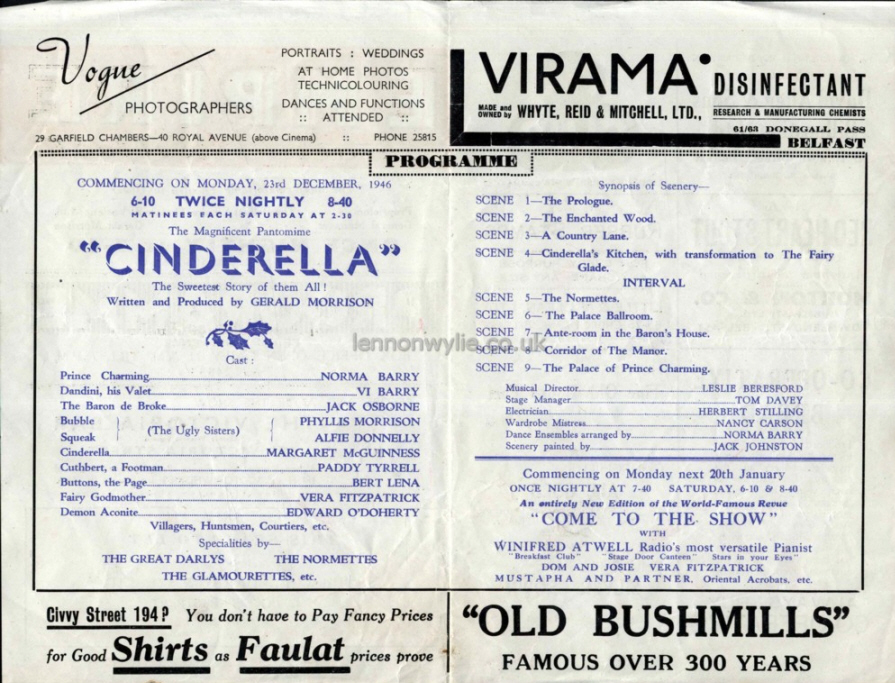 Vogue
PHOTOGRAPHERS
PORTRAITS : WEDDINGS
AT HOME PHOTOS
TECHNICOLOURING
DANCES AND FUNCTIONS
:: ATTENDED ::
29 GARFIELD CHAMBERS—40 ROYAL AVENUE (above Cinema) :: PHONE 25815
VIRAMA DISINFECTANT
MADE and OWNED by WHYTE, REID & MITCHELL, LTD., RESEARCH & MANUFACTURING CHEMISTS
61/63 DONEGALL PASS
BELFAST
PROGRAMME
COMMENCING ON MONDAY, 23rd DECEMBER, 1946
6-10 TWICE NIGHTLY 8-40
MATINEES EACH SATURDAY AT 2-30
The Magnificent Pantomime
"CINDERELLA"
The Sweetest Story of them All!
Written and Produced by GERALD MORRISON
Cast:
Prince Charming NORMA BARRY
Dandini, his Valet VI BARRY
The Baron de Broke JACK OSBORNE
Bubble PHYLLIS MORRISON
(The Ugly Sisters)
Squeak ALFIE DONNELLY
Cinderella MARGARET McGUINNESS
Cuthbert, a Footman PADDY TYRRELL
Buttons, the Page BERT LENA
Fairy Godmother VERA FITZPATRICK
Demon Aconite EDWARD O'DOHERTY
Villagers, Huntsmen, Courtiers, etc.
Specialities by—
THE GREAT DARLYS THE NORMETTES
THE GLAMOURETTES, etc.
Synopsis of Scenery—
SCENE 1—The Prologue.
SCENE 2—The Enchanted Wood.
SCENE 3—A Country Lane.
SCENE 4—Cinderella's Kitchen, with transformation to The Fairy
Glade.
INTERVAL
SCENE 5—The Normettes.
SCENE 6—The Palace Ballroom.
SCENE 7—Ante-room in the Baron's House.
SCENE 8—Corridor of The Manor.
SCENE 9—The Palace of Prince Charming.
lennonwylie.co.uk
Musical Director LESLIE BERESFORD
Stage Manager TOM DAVEY
Electrician HERBERT STILLING
Wardrobe Mistress NANCY CARSON
Dance Ensembles arranged by NORMA BARRY
Scenery painted by JACK JOHNSTON
Commencing on Monday next 20th January
ONCE NIGHTLY AT 7-40 SATURDAY, 6-10 & 8-40
An entirely New Edition of the World-Famous Revue
"COME TO THE SHOW"
WITH
WINIFRED ATWELL Radio's most versatile Pianist
"Breakfast Club" "Stage Door Canteen" Stars in your Eyes"
DOM AND JOSIE VERA FITZPATRICK
MUSTAPHA AND PARTNER, Oriental Acrobats, etc.
Civvy Street 194? You don't have to Pay Fancy Prices
for Good Shirts as Faulat prices prove
"OLD BUSHMILLS"
FAMOUS OVER 300 YEARS